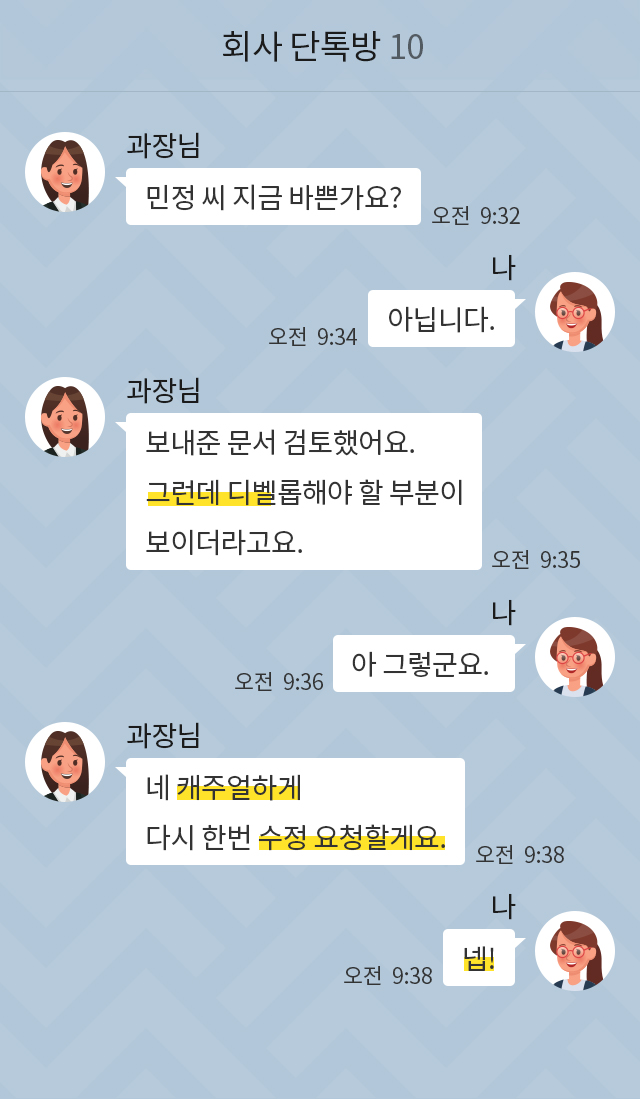 회사 단톡방 10
과장님
민정 씨 지금 바쁜가요?
오전 9:32
나
아닙니다.
오전 9:34
과장님
보내준 문서 검토했어요.
그런데 디벨롭해야 할 부분이
보이더라고요.
오전 9:35
나
아 그렇군요.
오전 9:36
과장님
네 캐주얼하게
다시 한번 수정 요청할게요.
오전 9:38
나
넵!
오전 9:38